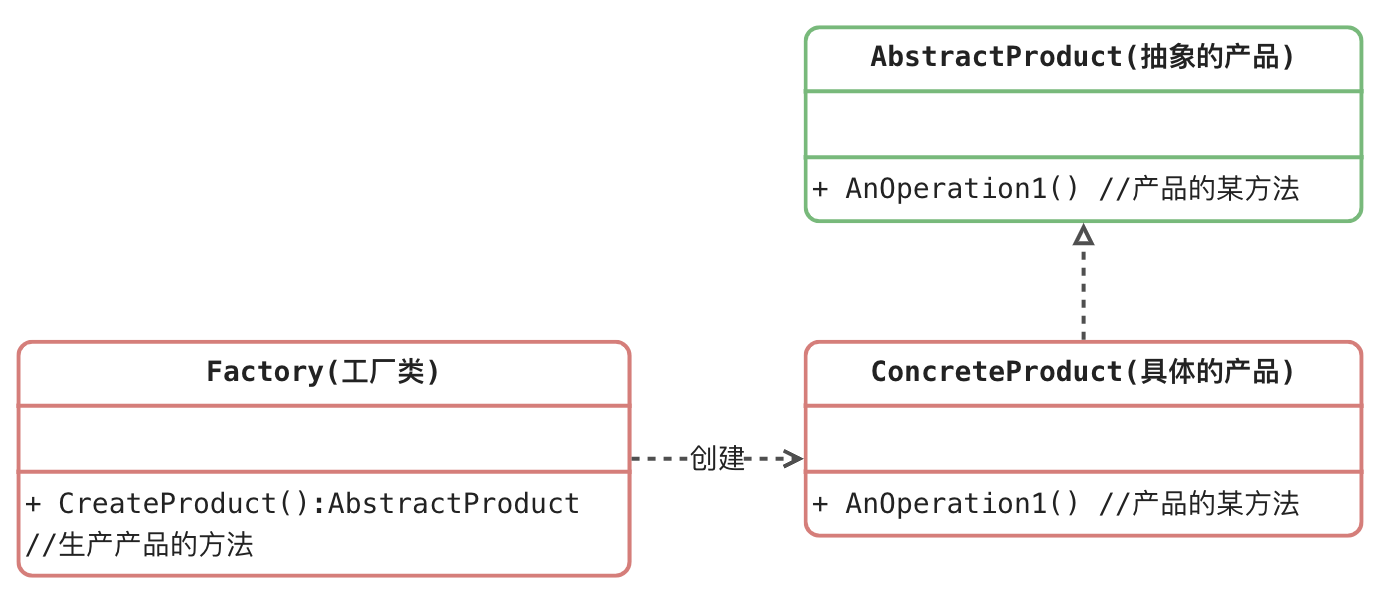 AbstractProduct(抽象的产品)
+ AnOperation1() //产品的某方法
Factory(工厂类)
+ CreateProduct():AbstractProduct
//生产产品的方法
创建
ConcreteProduct(具体的产品)
+ AnOperation1() //产品的某方法